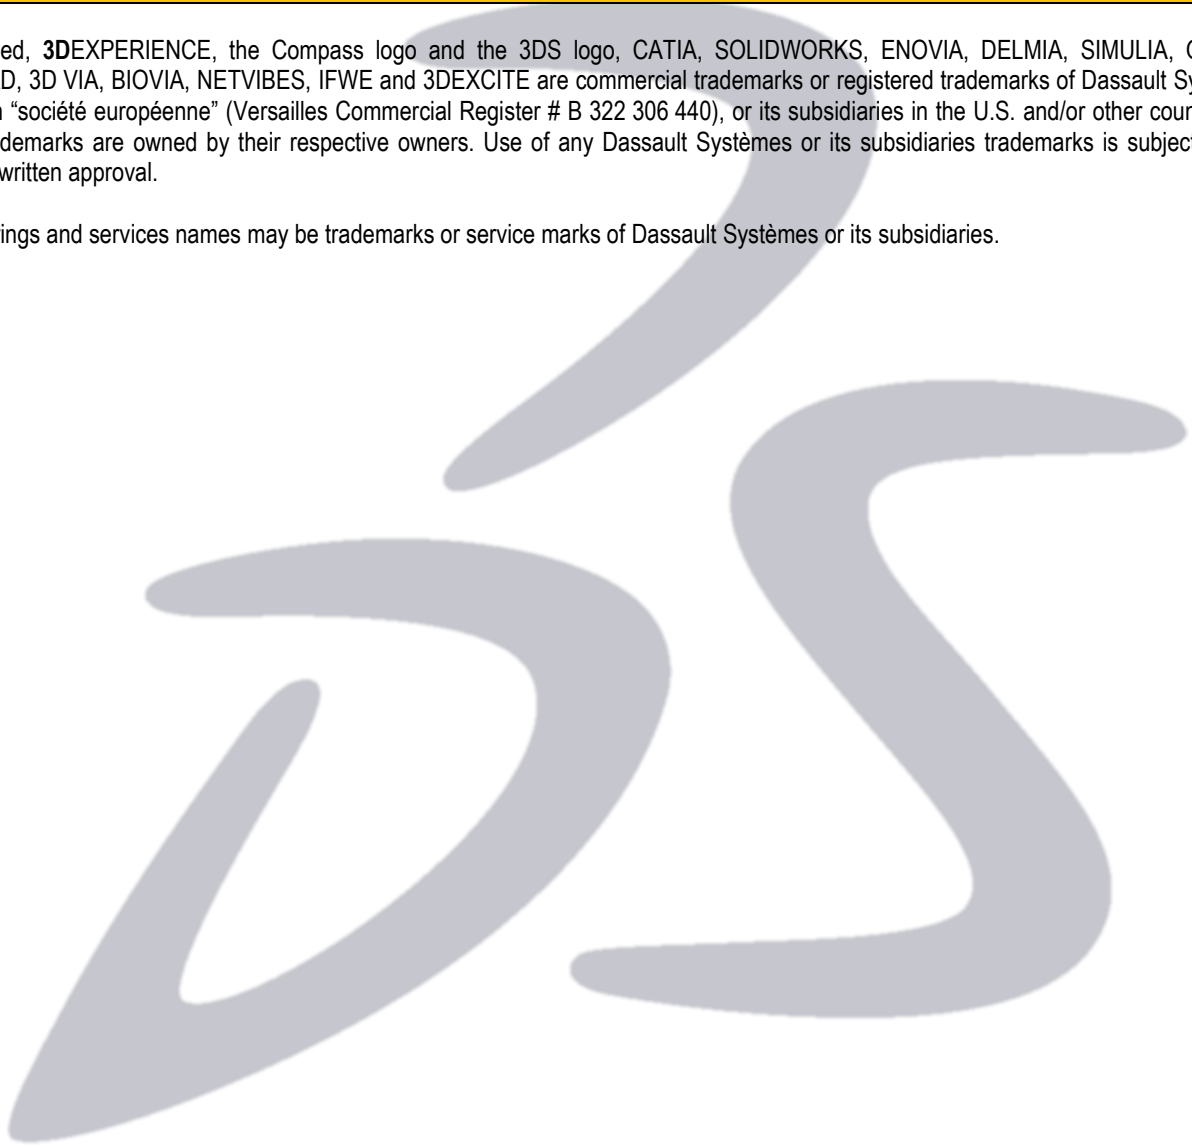 ed, 3DEXPERIENCE, the Compass logo and the 3DS logo, CATIA, SOLIDWORKS, ENOVIA, DELMIA, SIMULIA,
D, 3D VIA, BIOVIA, NETVIBES, IFWE and 3DEXCITE are commercial trademarks or registered trademarks of Dassault Sy
“société européenne” (Versailles Commercial Register # B 322 306 440), or its subsidiaries in the U.S. and/or other coun
demarks are owned by their respective owners. Use of any Dassault Systèmes or its subsidiaries trademarks is subject
written approval.
ings and services names may be trademarks or service marks of Dassault Systèmes or its subsidiaries.